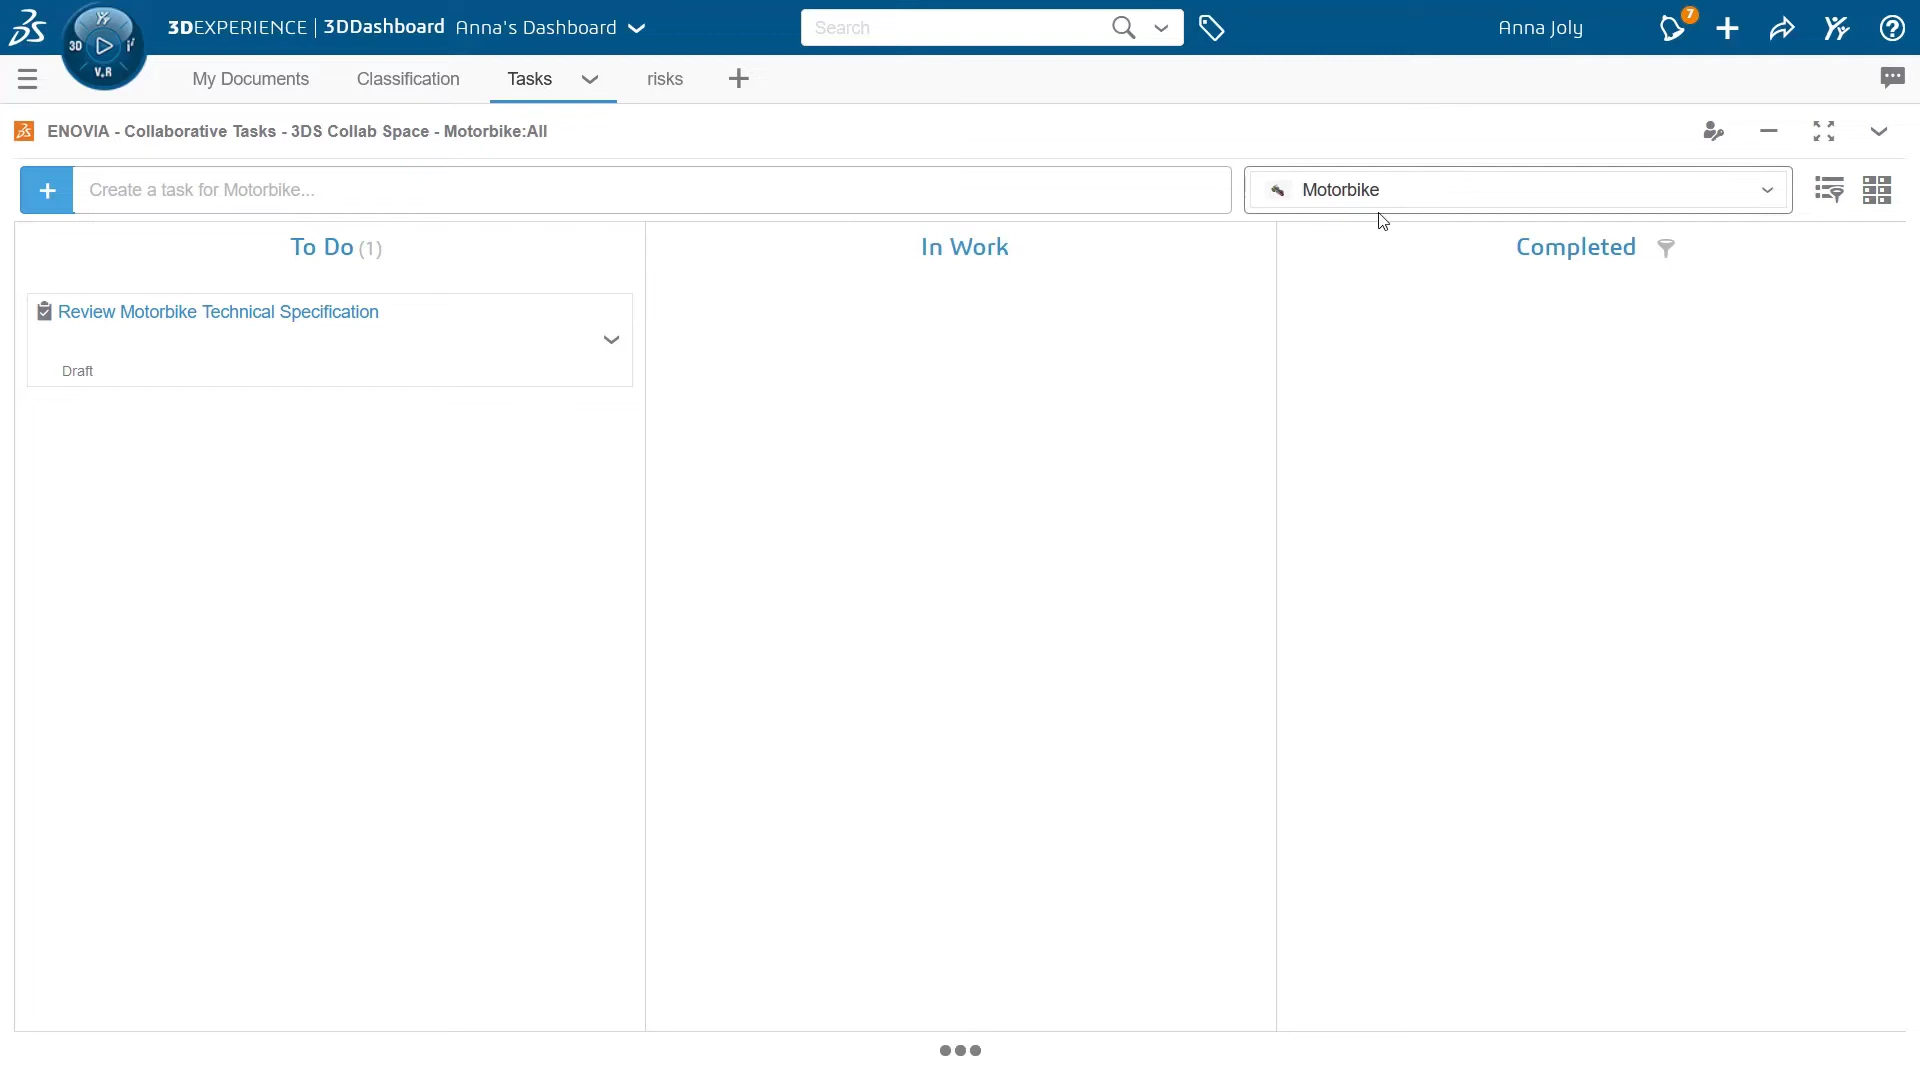 3DEXPERIENCE | 3DDashboard Anna's Dashboard
Search
Anna Joly
7
3D
V.R
My Documents
Classification
Tasks
risks
ENOVIA - Collaborative Tasks - 3DS Collab Space - Motorbike:All
Create a task for Motorbike...
Motorbike
To Do (1)
In Work
Completed
Review Motorbike Technical Specification
Draft